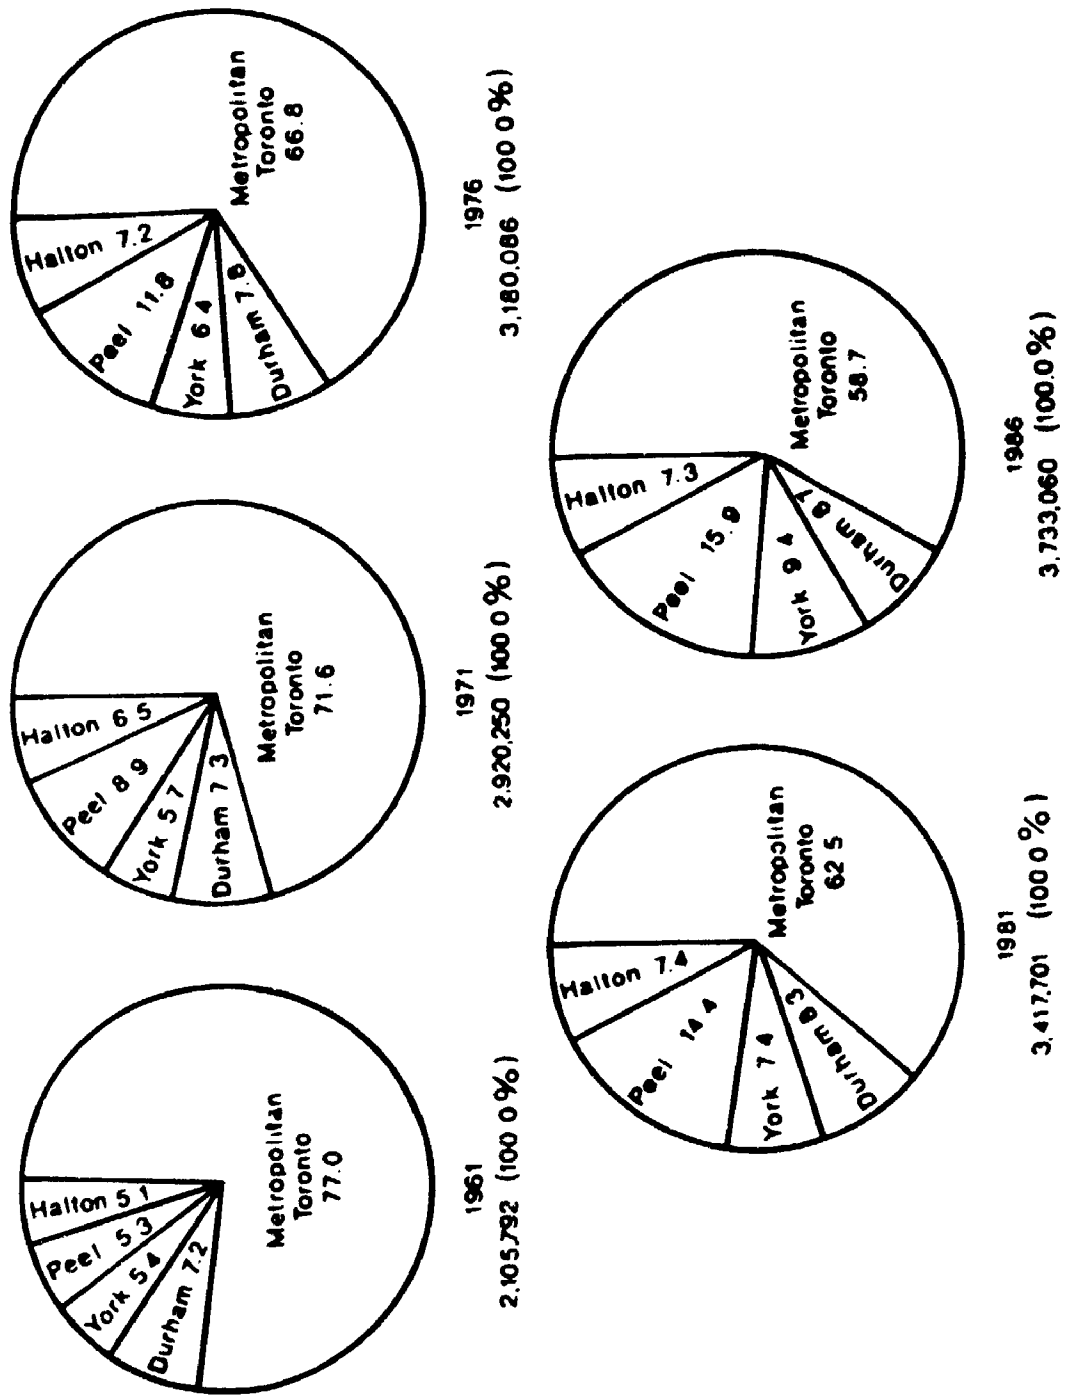 Halton 5 1
Peel 5.3
York 5 4
Durham 7.2
Metropolitan
Toronto
77.0
1961
2,105,792 (100 0%)
Halton 6 5
Peel 8 9
York 5 7
Durham 7 3
Metropolitan
Toronto
71.6
1971
2.920,250 (100 0%)
Halton 7.2
Peel 11.8
York 6 4
Durham 7.8
Metropolitan
Toronto
66.8
1976
3,180,086 (100 0%)
Halton 7.4
Peel 14 4
York 7 4
Durham 8 3
Metropolitan
Toronto
62 5
1981
3,417,701 (100 0%)
Halton 7.3
Peel 15.9
York 9 4
Durham 8 7
Metropolitan
Toronto
58.7
1986
3,733,060 (100.0%)